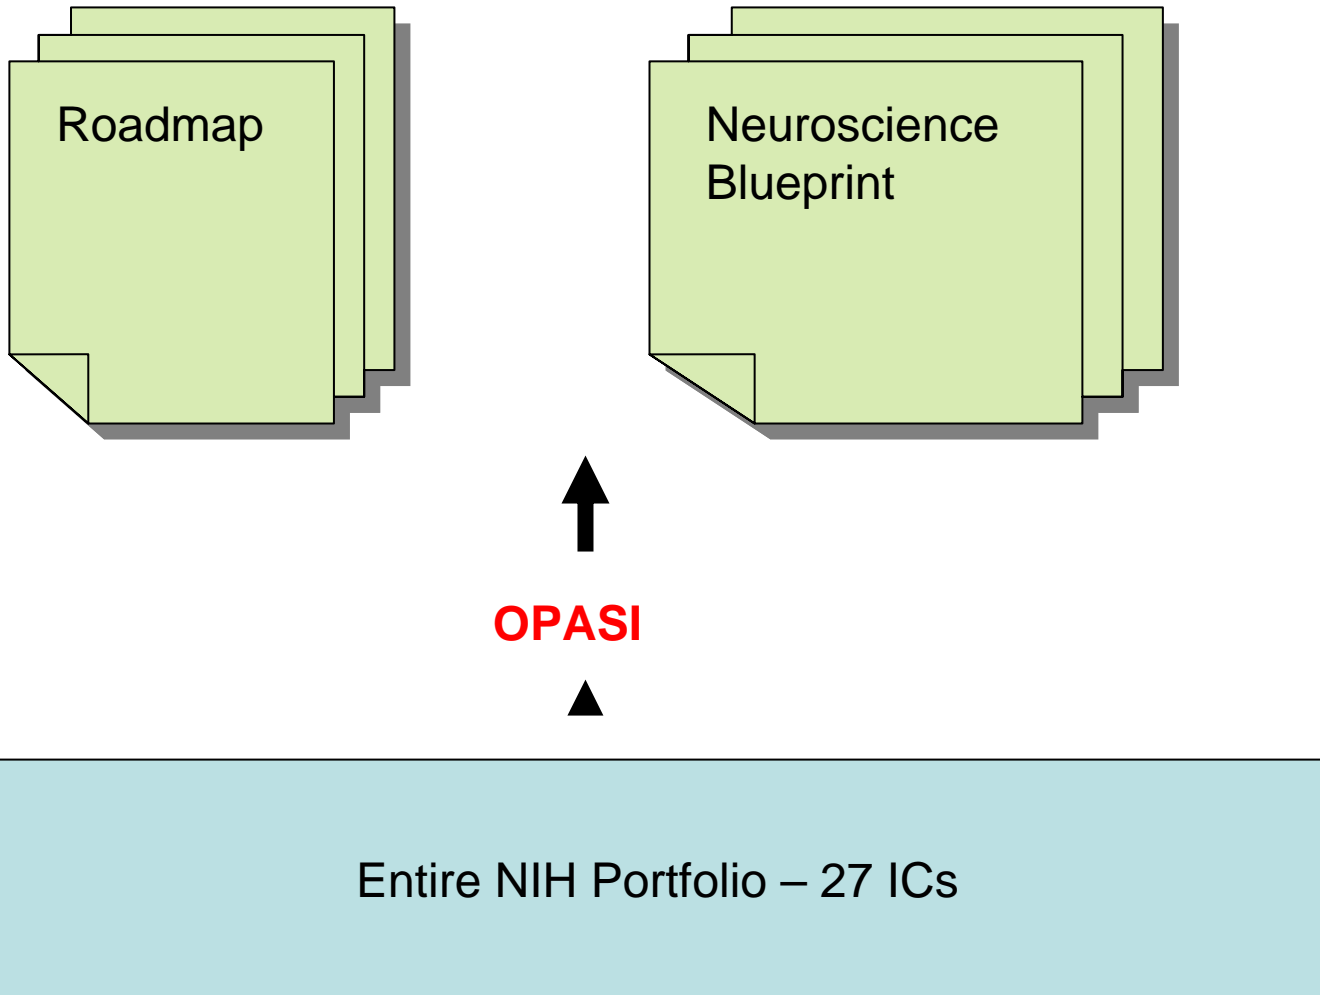 Roadmap
Neuroscience
Blueprint
OPASI
Entire NIH Portfolio – 27 ICs